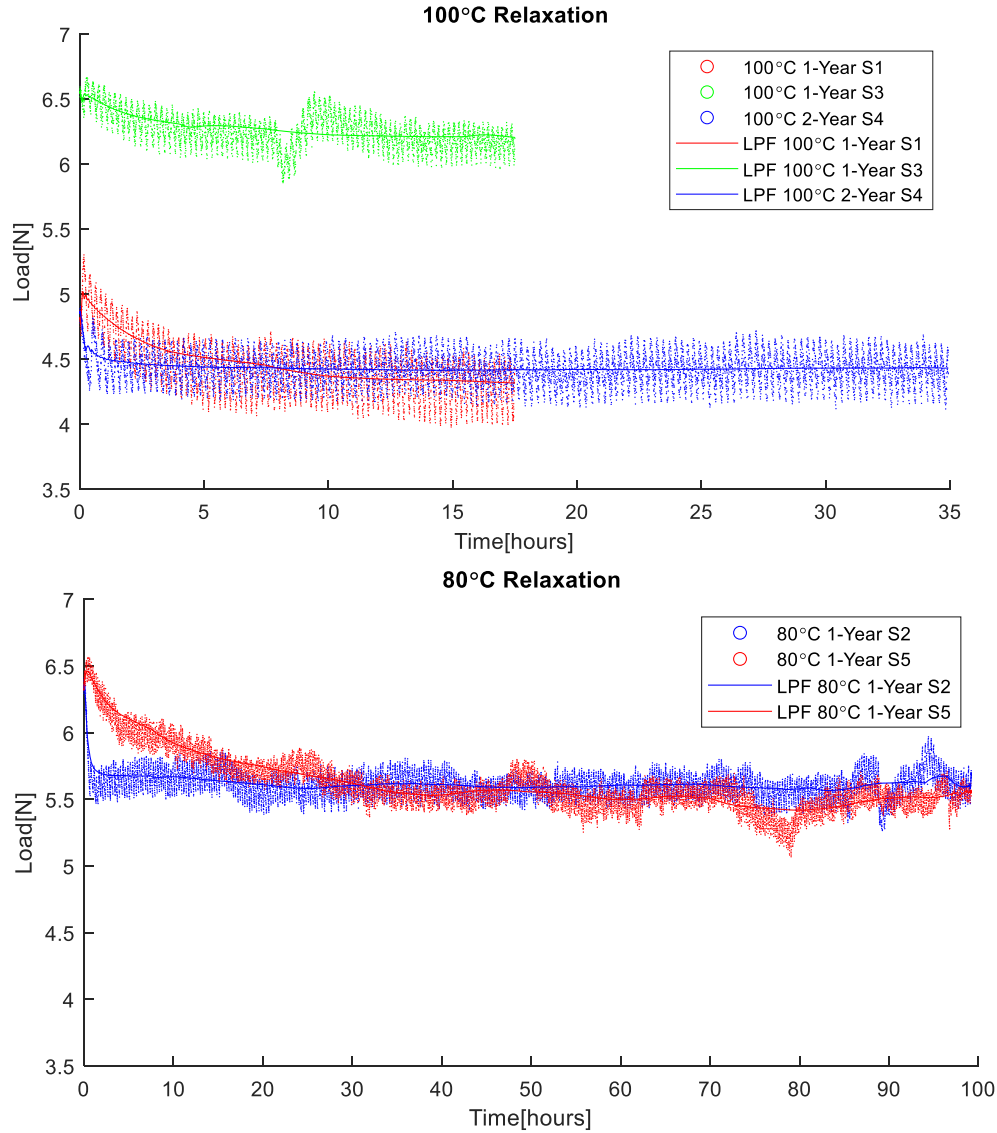 100°C Relaxation
7
6.5
6
5.5
5
4.5
4
3.5
Load[N]
100°C 1-Year S1
100°C 1-Year S3
100°C 2-Year S4
LPF 100°C 1-Year S1
LPF 100°C 1-Year S3
LPF 100°C 2-Year S4
0 5 10 15 20 25 30 35
Time[hours]
80°C Relaxation
7
6.5
6
5.5
5
4.5
4
3.5
Load[N]
80°C 1-Year S2
80°C 1-Year S5
LPF 80°C 1-Year S2
LPF 80°C 1-Year S5
0 10 20 30 40 50 60 70 80 90 100
Time[hours]